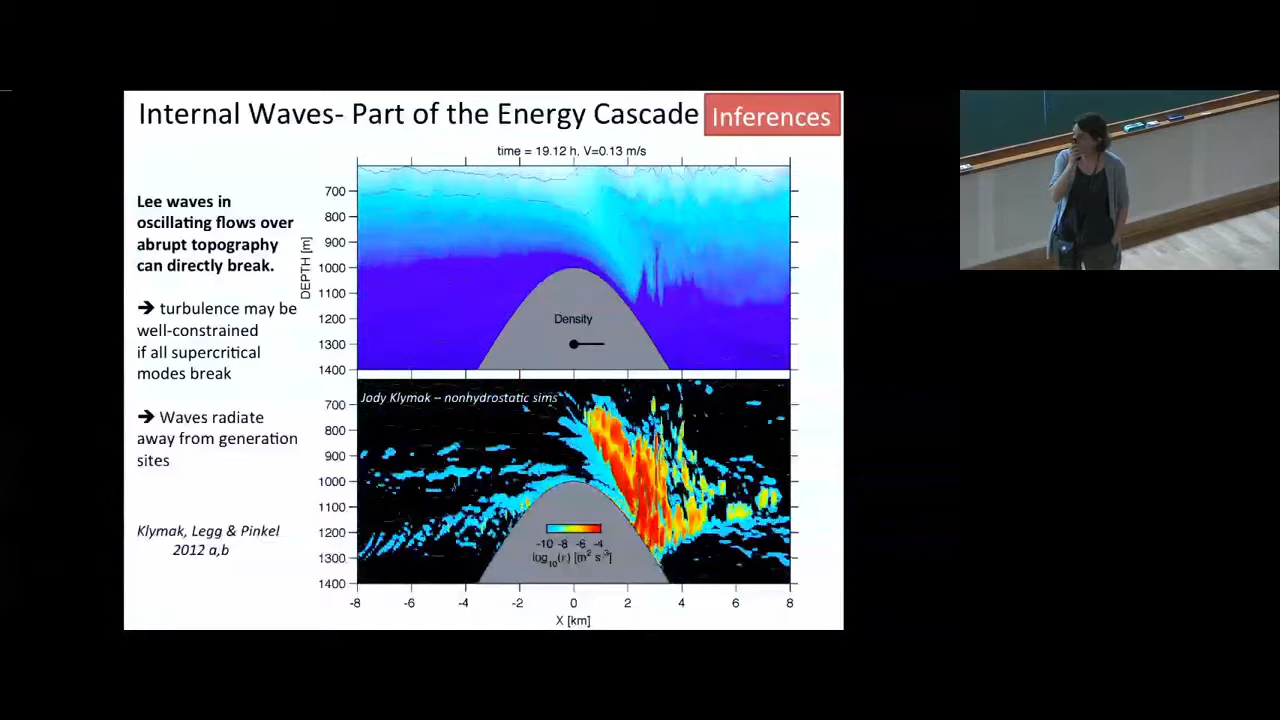 Internal Waves- Part of the Energy Cascade
Inferences
time = 19.12 h, V=0.13 m/s
Lee waves in
oscillating flows over
abrupt topography
can directly break.
➔ turbulence may be
well-constrained
if all supercritical
modes break
➔ Waves radiate
away from generation
sites
Klymak, Legg & Pinkel
2012 a,b
DEPTH [m]
700
800
900
1000
1100
1200
1300
1400
Density
Jody Klymak – nonhydrostatic sims
700
800
900
1000
1100
1200
1300
1400
-10 -8 -6 -4
log10(ε) [m2 s-3]
-8 -6 -4 -2 0 2 4 6 8
X [km]